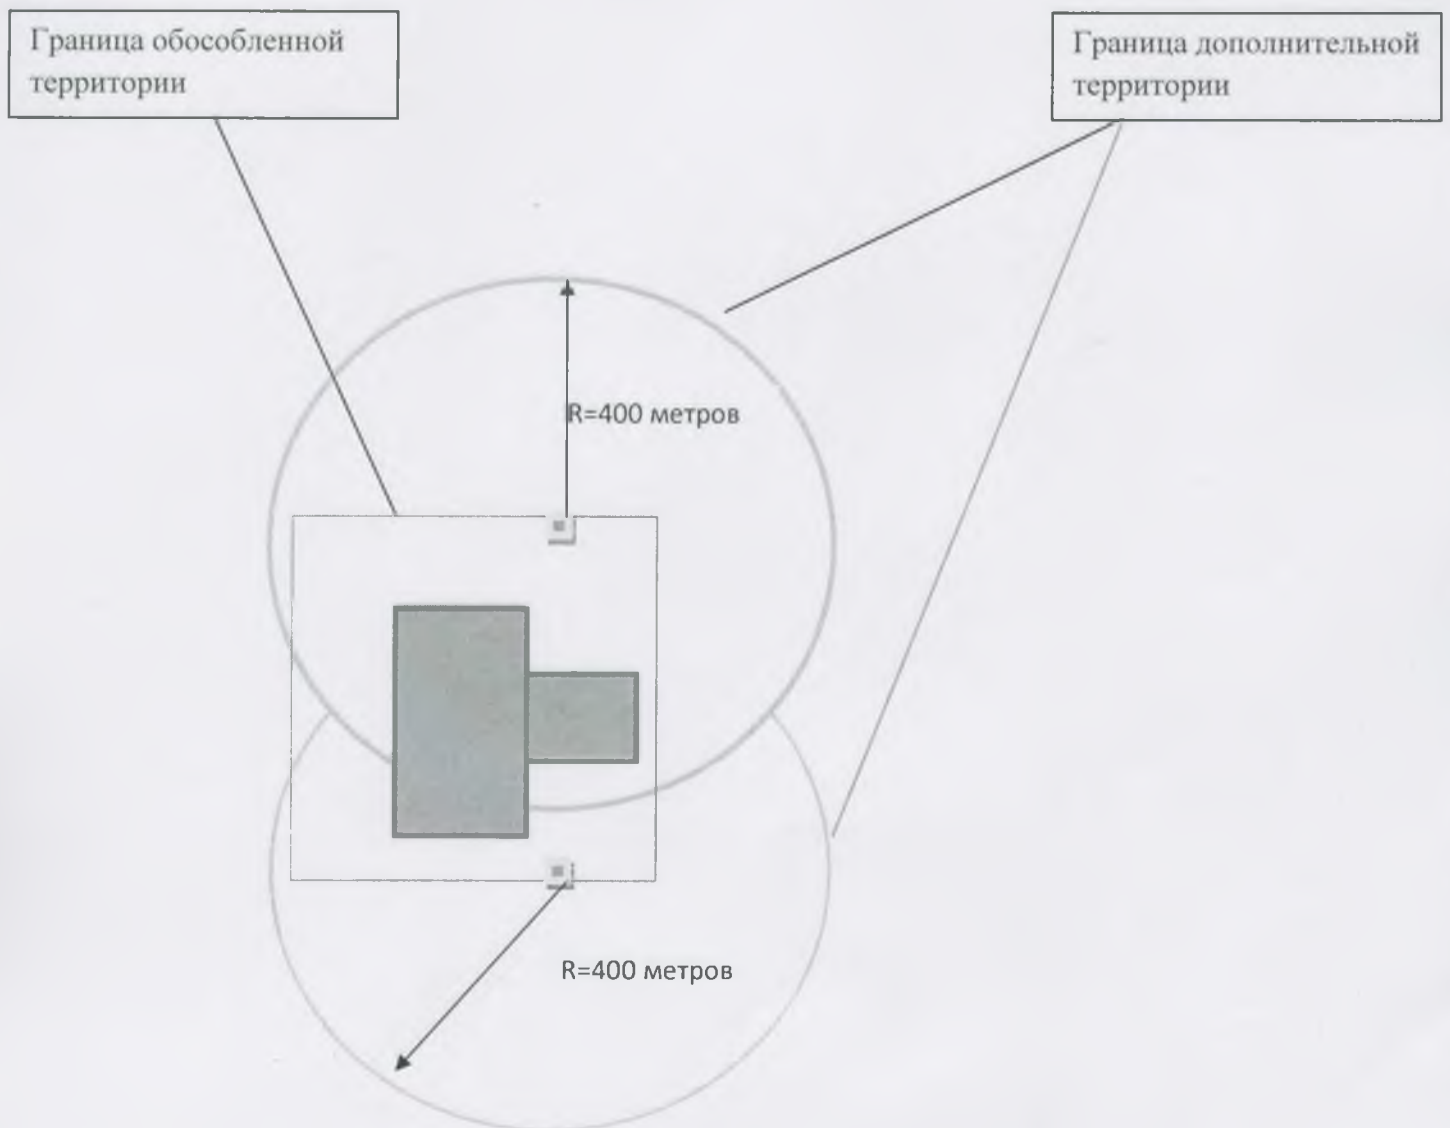 Граница обособленной
территории
Граница дополнительной
территории
R=400 метров
R=400 метров